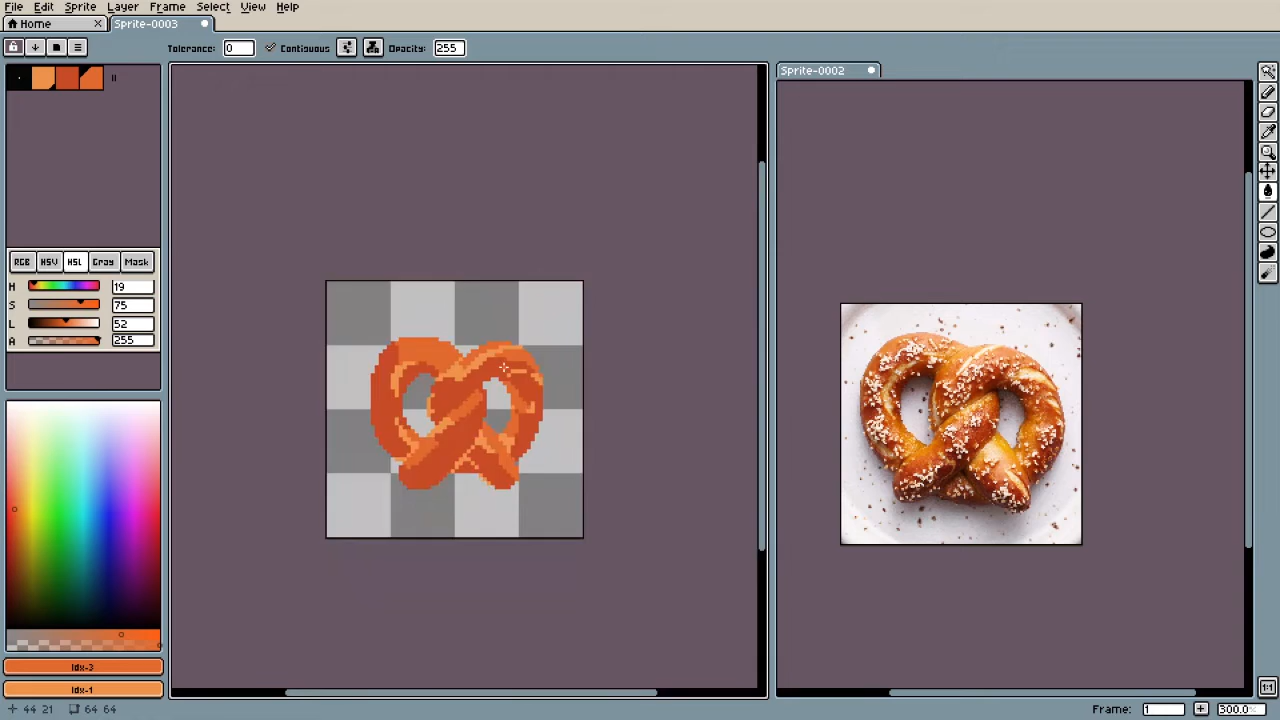 File Edit Sprite Layer Frame Select View Help
Home Sprite-0003
Tolerance: 0 Contiguous Opacity: 255
Sprite-0002
RGB HSV HSL Gray Mask
H 19
S 75
L 52
A 255
Idx-3
Idx-1
44 21 64 64
Frame: 1 300.0
1:1